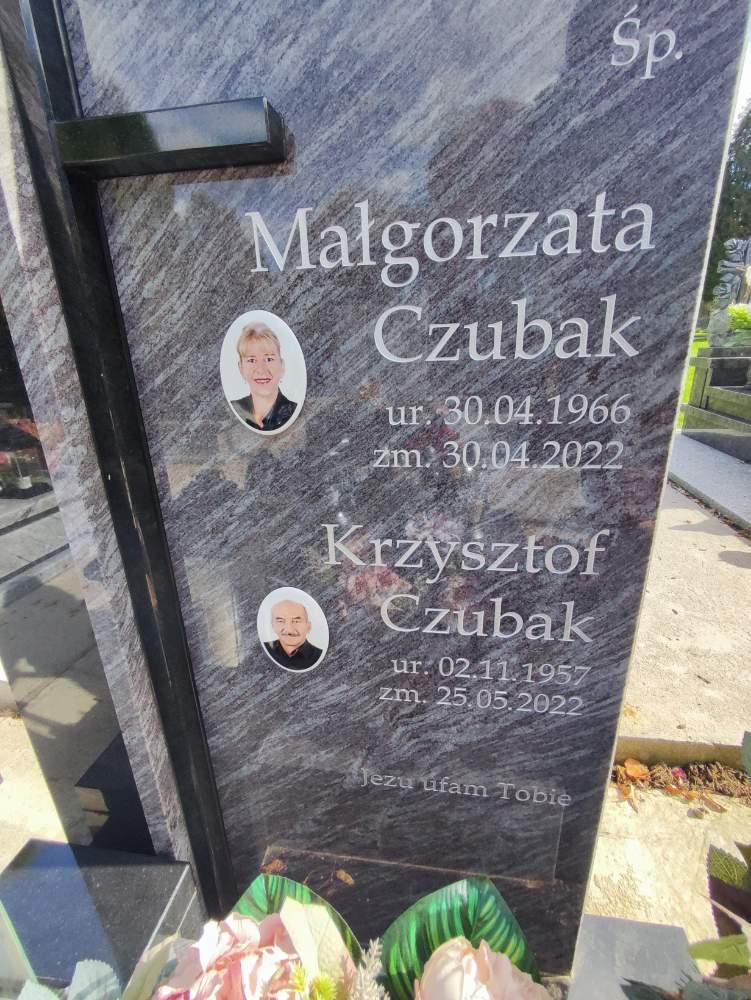 Śp.
Małgorzata
Czubak
ur. 30.04.1966
zm. 30.04.2022
Krzysztof
Czubak
ur. 02.11.1957
zm. 25.05.2022
Jezu ufam Tobie